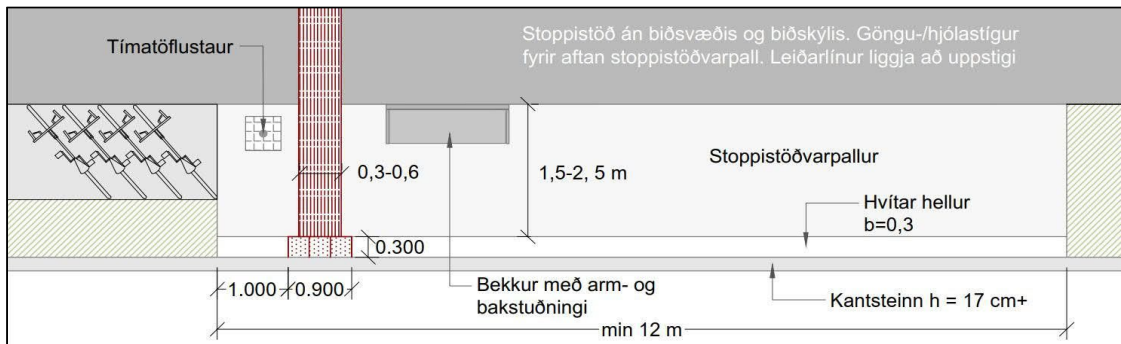 Stoppistöð án biðsvæðis og biðskýlis. Göngu-/hjólastígur
fyrir aftan stoppistöðvarpall. Leiðarlínur liggja að uppstigi
Tímatöflustaur
0,3-0,6
1,5-2, 5 m
Stoppistöðvarpallur
Hvítar hellur
b=0,3
0.300
1.000
0.900
Bekkur með arm- og
bakstuðningi
Kantsteinn h = 17 cm+
min 12 m